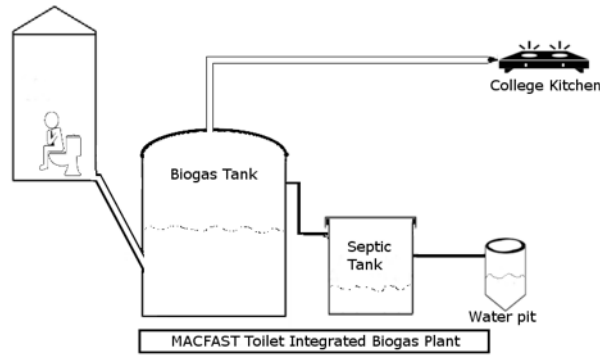 College Kitchen
Biogas Tank
Septic
Tank
Water pit
MACFAST Toilet Integrated Biogas Plant